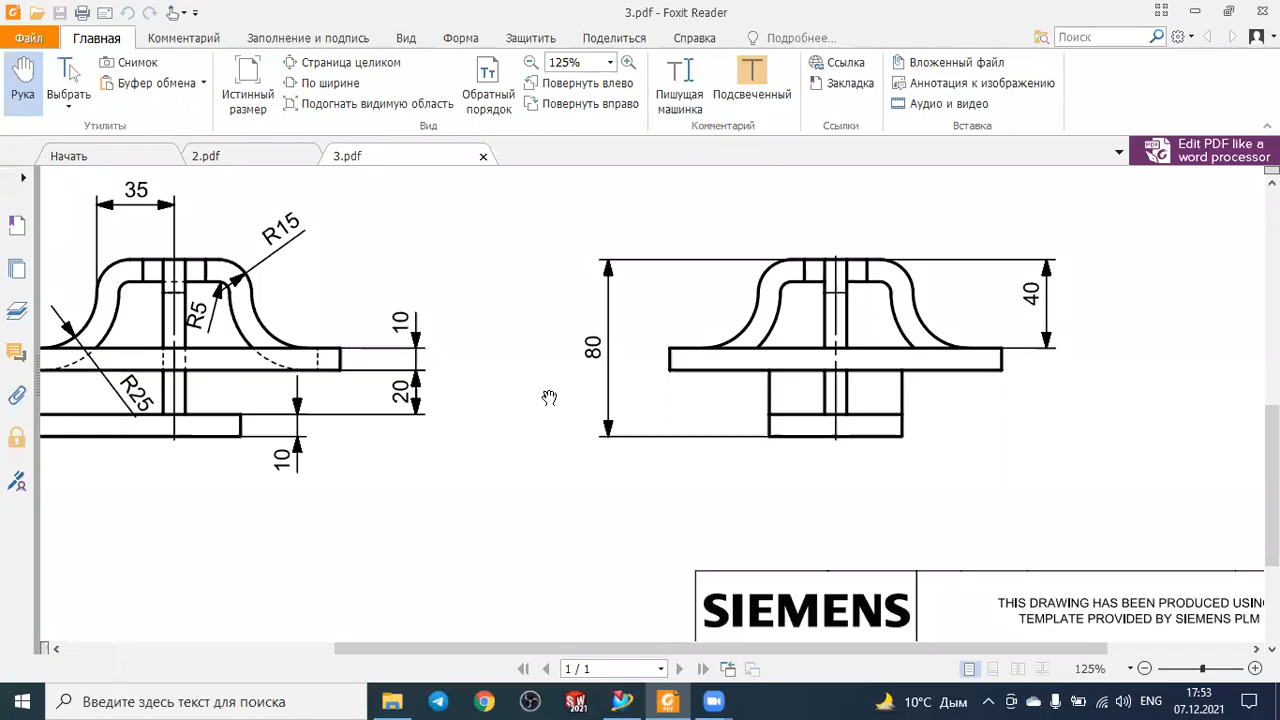 3.pdf - Foxit Reader
Файл
Главная
Комментарий
Заполнение и подпись
Вид
Форма
Защитить
Поделиться
Справка
Подробнее...
Поиск
Рука
Выбрать
Снимок
Буфер обмена
Утилиты
Истинный
размер
Страница целиком
По ширине
Подогнать видимую область
Обратный
порядок
125%
Повернуть влево
Повернуть вправо
Вид
Пишущая
машинка
Подсвеченный
Комментарий
Ссылка
Закладка
Ссылки
Вложенный файл
Аннотация к изображению
Аудио и видео
Вставка
Начать
2.pdf
3.pdf
Edit PDF like a
word processor
35
R15
R5
R25
10
20
10
80
40
SIEMENS
THIS DRAWING HAS BEEN PRODUCED USIN
TEMPLATE PROVIDED BY SIEMENS PLM
1 / 1
125%
Введите здесь текст для поиска
10°C Дым
ENG
17:53
07.12.2021